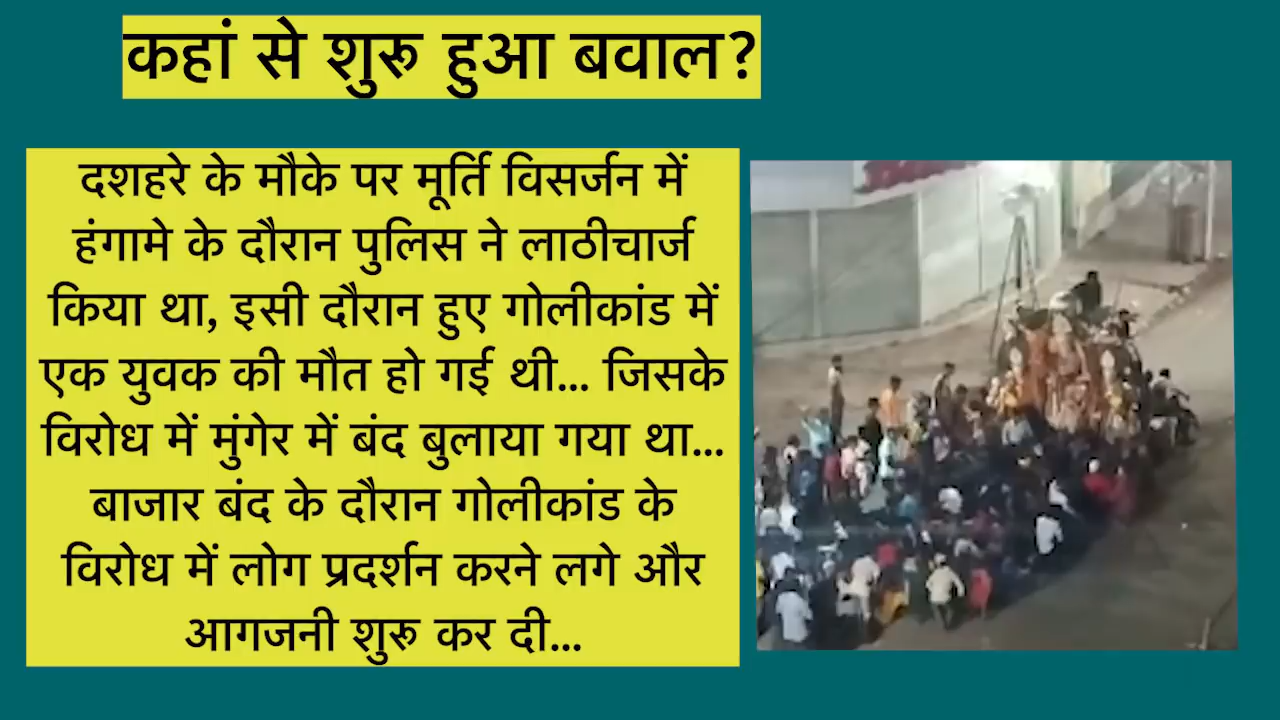 कहां से शुरू हुआ बवाल?
दशहरे के मौके पर मूर्ति विसर्जन में
हंगामे के दौरान पुलिस ने लाठीचार्ज
किया था, इसी दौरान हुए गोलीकांड में
एक युवक की मौत हो गई थी... जिसके
विरोध में मुंगेर में बंद बुलाया गया था...
बाजार बंद के दौरान गोलीकांड के
विरोध में लोग प्रदर्शन करने लगे और
आगजनी शुरू कर दी...